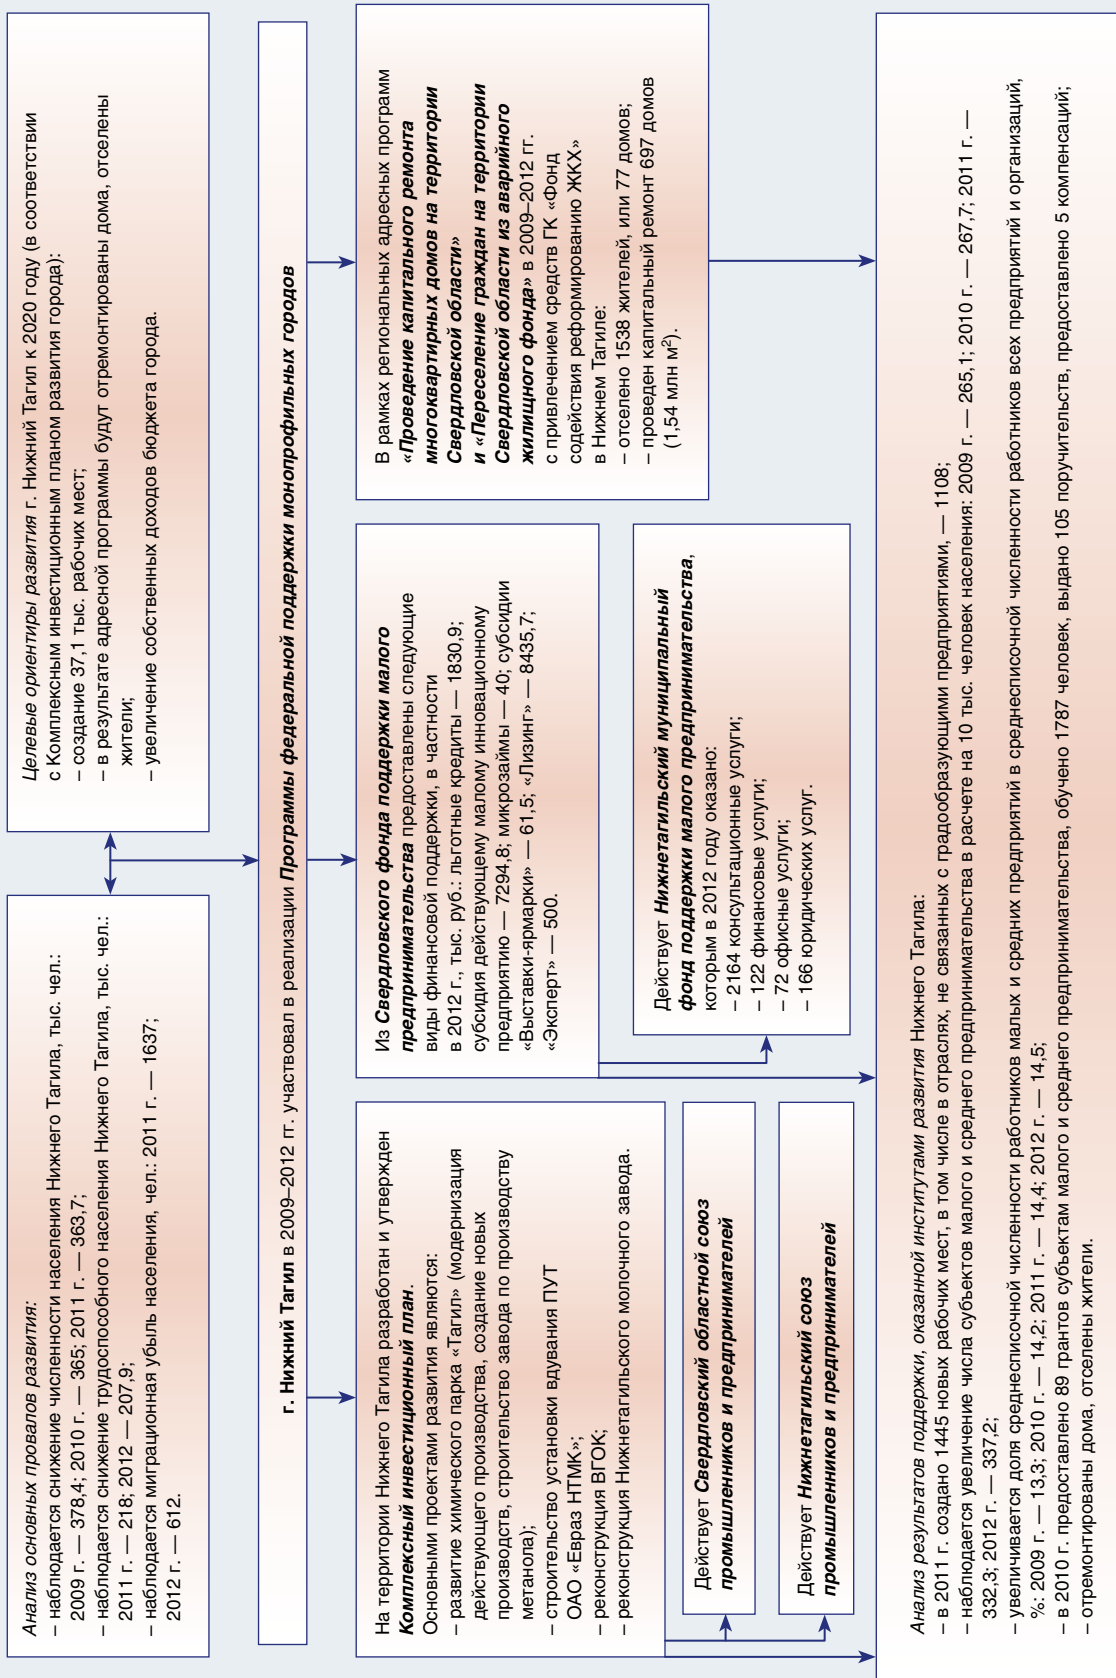 Анализ основных провалов развития:
– наблюдается снижение численности населения Нижнего Тагила, тыс. чел.:
2009 г. — 378,4; 2010 г. — 365; 2011 г. — 363,7;
– наблюдается снижение трудоспособного населения Нижнего Тагила, тыс. чел.:
2011 г. — 218; 2012 — 207,9;
– наблюдается миграционная убыль населения, чел.: 2011 г. — 1637;
2012 г. — 612.
Целевые ориентиры развития г. Нижний Тагил к 2020 году (в соответствии
с Комплексным инвестиционным планом развития города):
– создание 37,1 тыс. рабочих мест;
– в результате адресной программы будут отремонтированы дома, отселены
жители;
– увеличение собственных доходов бюджета города.
г. Нижний Тагил в 2009–2012 гг. участвовал в реализации Программы федеральной поддержки монопрофильных городов
На территории Нижнего Тагила разработан и утвержден
Комплексный инвестиционный план.
Основными проектами развития являются:
– развитие химического парка «Тагил» (модернизация
действующего производства, создание новых
производств, строительство завода по производству
метанола);
– строительство установки вдувания ПУТ
ОАО «Евраз НТМК»;
– реконструкция ВГОК;
– реконструкция Нижнетагильского молочного завода.
Действует Свердловский областной союз
промышленников и предпринимателей
Действует Нижнетагильский союз
промышленников и предпринимателей
Из Свердловского фонда поддержки малого
предпринимательства предоставлены следующие
виды финансовой поддержки, в частности
в 2012 г., тыс. руб.: льготные кредиты — 1830,9;
субсидия действующему малому инновационному
предприятию — 7294,8; микрозаймы — 40; субсидии
«Выставки-ярмарки» — 61,5; «Лизинг» — 8435,7;
«Эксперт» — 500.
Действует Нижнетагильский муниципальный
фонд поддержки малого предпринимательства,
которым в 2012 году оказано:
– 2164 консультационные услуги;
– 122 финансовые услуги;
– 72 офисные услуги;
– 166 юридических услуг.
В рамках региональных адресных программ
«Проведение капитального ремонта
многоквартирных домов на территории
Свердловской области»
и «Переселение граждан на территории
Свердловской области из аварийного
жилищного фонда» в 2009–2012 гг.
с привлечением средств ГК «Фонд
содействия реформированию ЖКХ»
в Нижнем Тагиле:
– отселено 1538 жителей, или 77 домов;
– проведен капитальный ремонт 697 домов
(1,54 млн м²).
Анализ результатов поддержки, оказанной институтами развития Нижнего Тагила:
– в 2011 г. создано 1445 новых рабочих мест, в том числе в отраслях, не связанных с градообразующими предприятиями, — 1108;
– наблюдается увеличение числа субъектов малого и среднего предпринимательства в расчете на 10 тыс. человек населения: 2009 г. — 265,1; 2010 г. — 267,7; 2011 г. —
332,3; 2012 г. — 337,2;
– увеличивается доля среднесписочной численности работников малых и средних предприятий в среднесписочной численности работников всех предприятий и организаций,
%: 2009 г. — 13,3; 2010 г. — 14,2; 2011 г. — 14,4; 2012 г. — 14,5;
– в 2010 г. предоставлено 89 грантов субъектам малого и среднего предпринимательства, обучено 1787 человек, выдано 105 поручительств, предоставлено 5 компенсаций;
– отремонтированы дома, отселены жители.